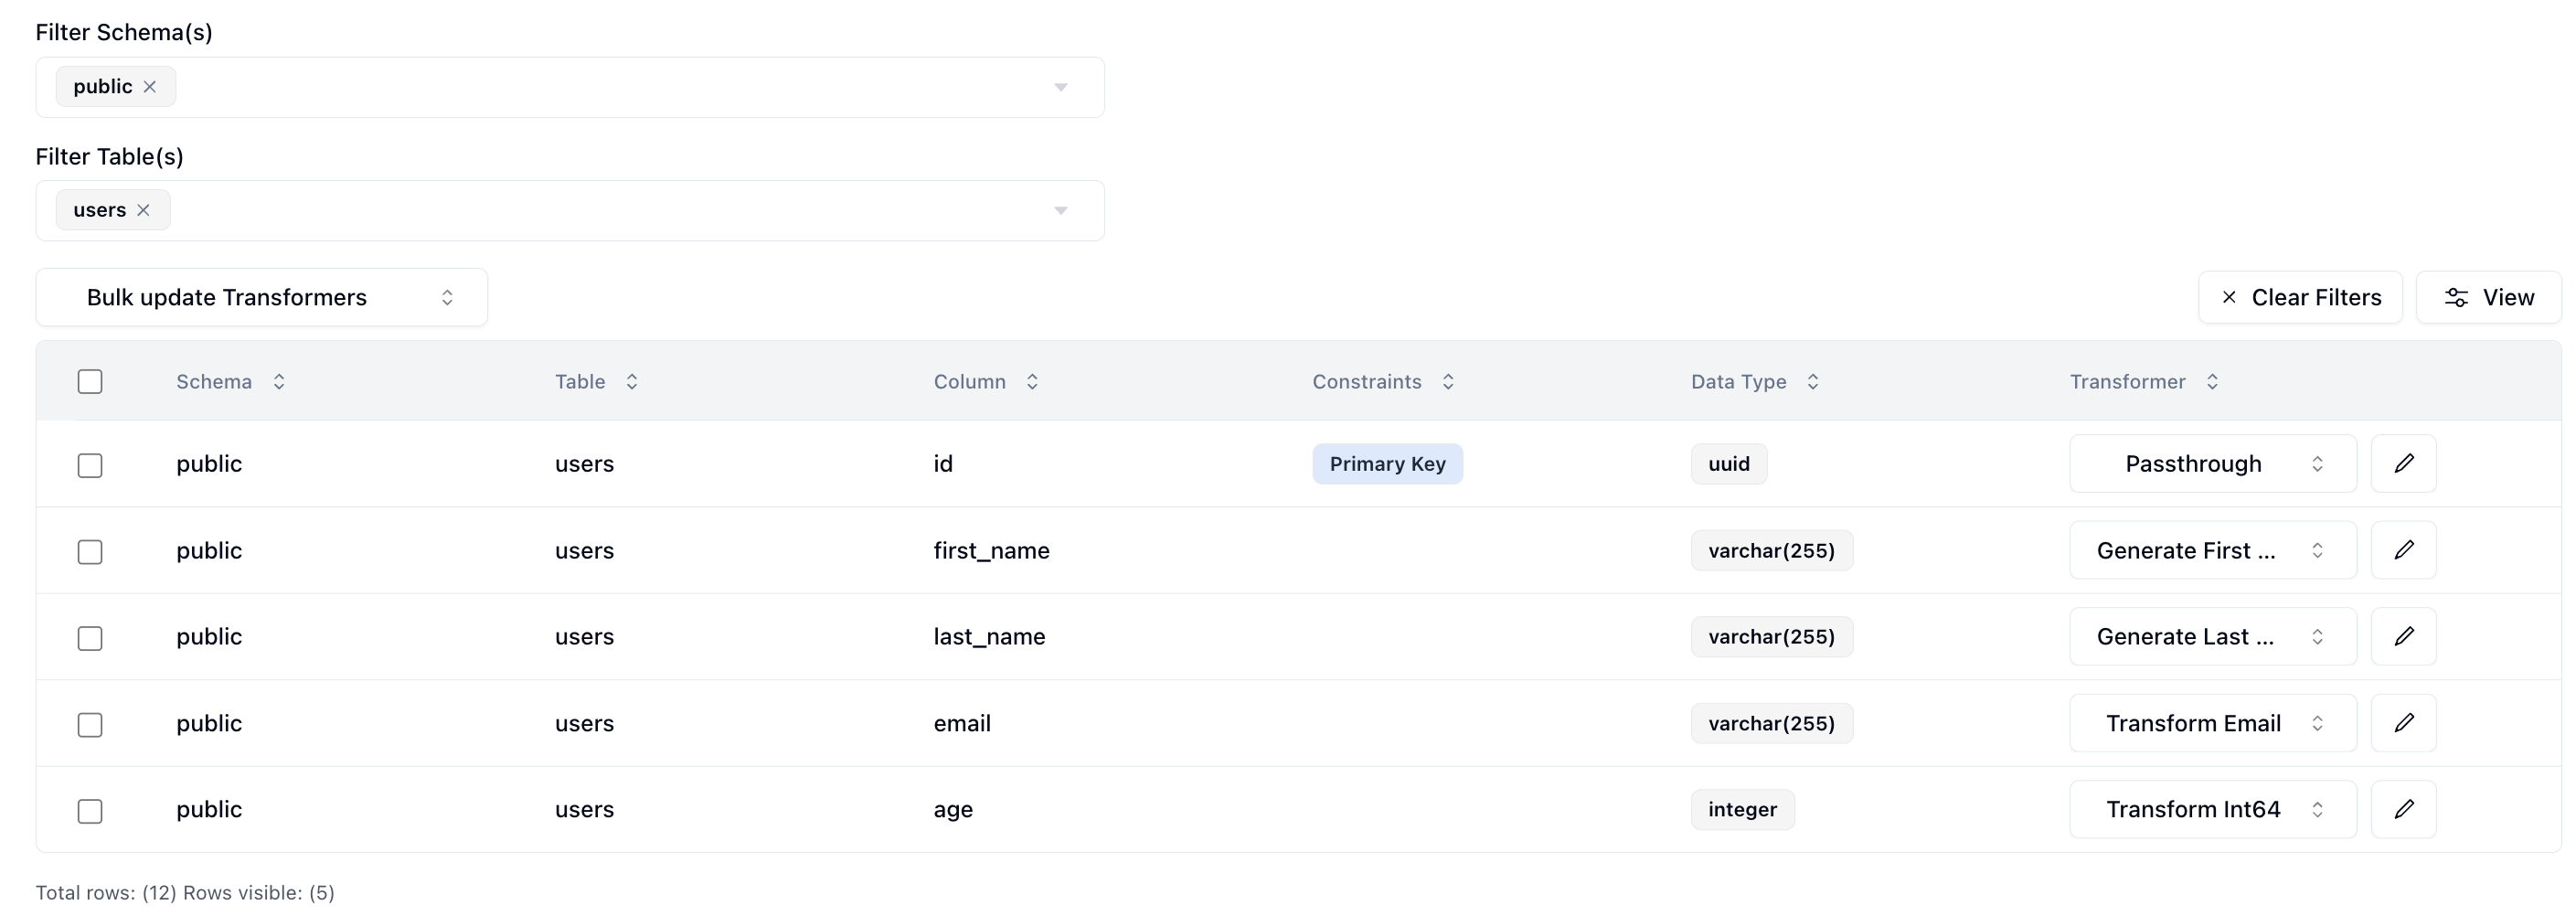 Filter Schema(s)
public
Filter Table(s)
users
Bulk update Transformers Clear Filters View
Schema Table Column Constraints Data Type Transformer
public users id Primary Key uuid Passthrough
public users first_name varchar(255) Generate First ...
public users last_name varchar(255) Generate Last ...
public users email varchar(255) Transform Email
public users age integer Transform Int64
Total rows: (12) Rows visible: (5)